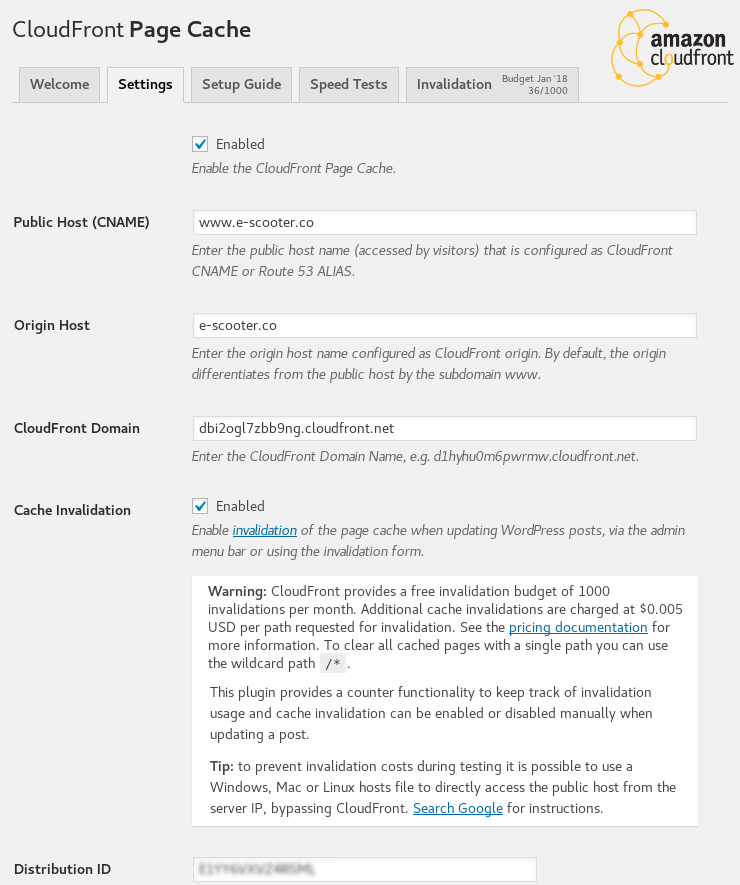 CloudFront Page Cache
amazon
cloudfront
Welcome
Settings
Setup Guide
Speed Tests
Invalidation
Budget Jan '18
36/1000
Enabled
Enable the CloudFront Page Cache.
Public Host (CNAME)
www.e-scooter.co
Enter the public host name (accessed by visitors) that is configured as CloudFront
CNAME or Route 53 ALIAS.
Origin Host
e-scooter.co
Enter the origin host name configured as CloudFront origin. By default, the origin
differentiates from the public host by the subdomain www.
CloudFront Domain
dbi2ogl7zbb9ng.cloudfront.net
Enter the CloudFront Domain Name, e.g. d1hyhu0m6pwrmw.cloudfront.net.
Cache Invalidation
Enabled
Enable invalidation of the page cache when updating WordPress posts, via the admin
menu bar or using the invalidation form.
Warning: CloudFront provides a free invalidation budget of 1000
invalidations per month. Additional cache invalidations are charged at $0.005
USD per path requested for invalidation. See the pricing documentation for
more information. To clear all cached pages with a single path you can use
the wildcard path /* .
This plugin provides a counter functionality to keep track of invalidation
usage and cache invalidation can be enabled or disabled manually when
updating a post.
Tip: to prevent invalidation costs during testing it is possible to use a
Windows, Mac or Linux hosts file to directly access the public host from the
server IP, bypassing CloudFront. Search Google for instructions.
Distribution ID